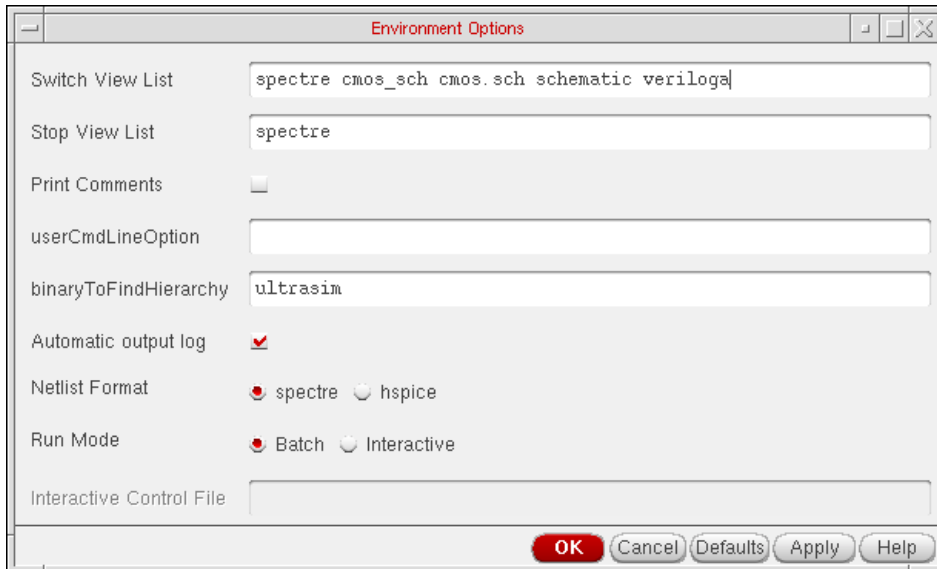 Environment Options
Switch View List spectre cmos_sch cmos.sch schematic veriloga
Stop View List spectre
Print Comments
userCmdLineOption
binaryToFindHierarchy ultrasim
Automatic output log
Netlist Format spectre hspice
Run Mode Batch Interactive
Interactive Control File
OK Cancel Defaults Apply Help